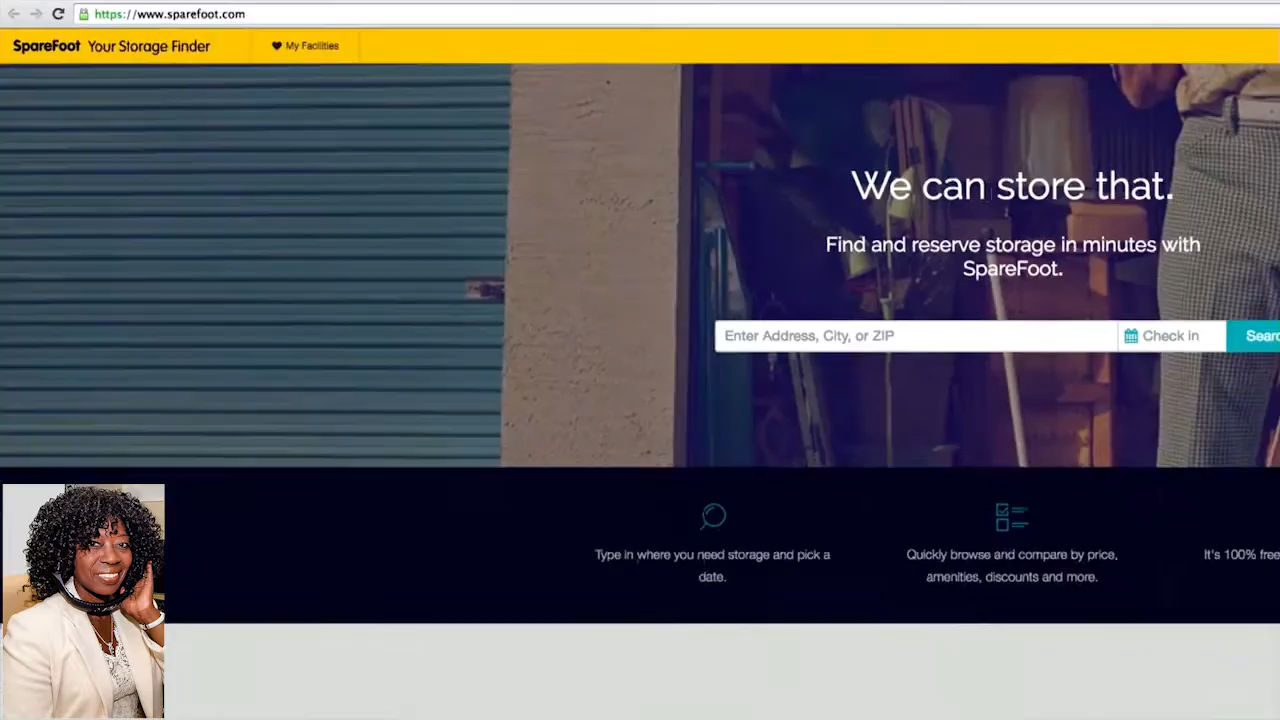 https://www.sparefoot.com
SpareFoot Your Storage Finder
My Facilities
We can store that.
Find and reserve storage in minutes with
SpareFoot.
Enter Address, City, or ZIP
Check in
Searc
Type in where you need storage and pick a
date.
Quickly browse and compare by price,
amenities, discounts and more.
It's 100% free